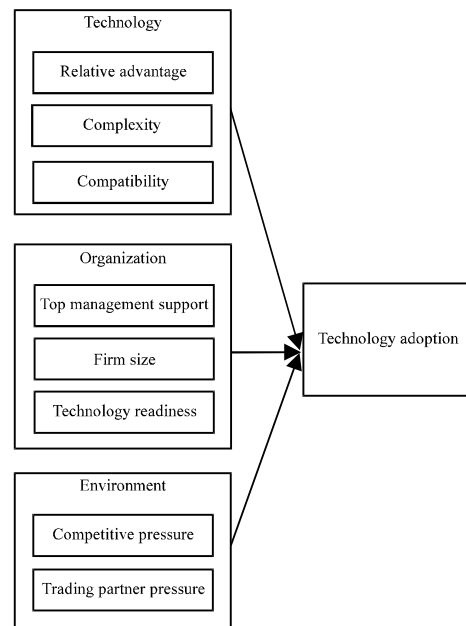 Technology
Relative advantage
Complexity
Compatibility
Organization
Top management support
Firm size
Technology readiness
Technology adoption
Environment
Competitive pressure
Trading partner pressure